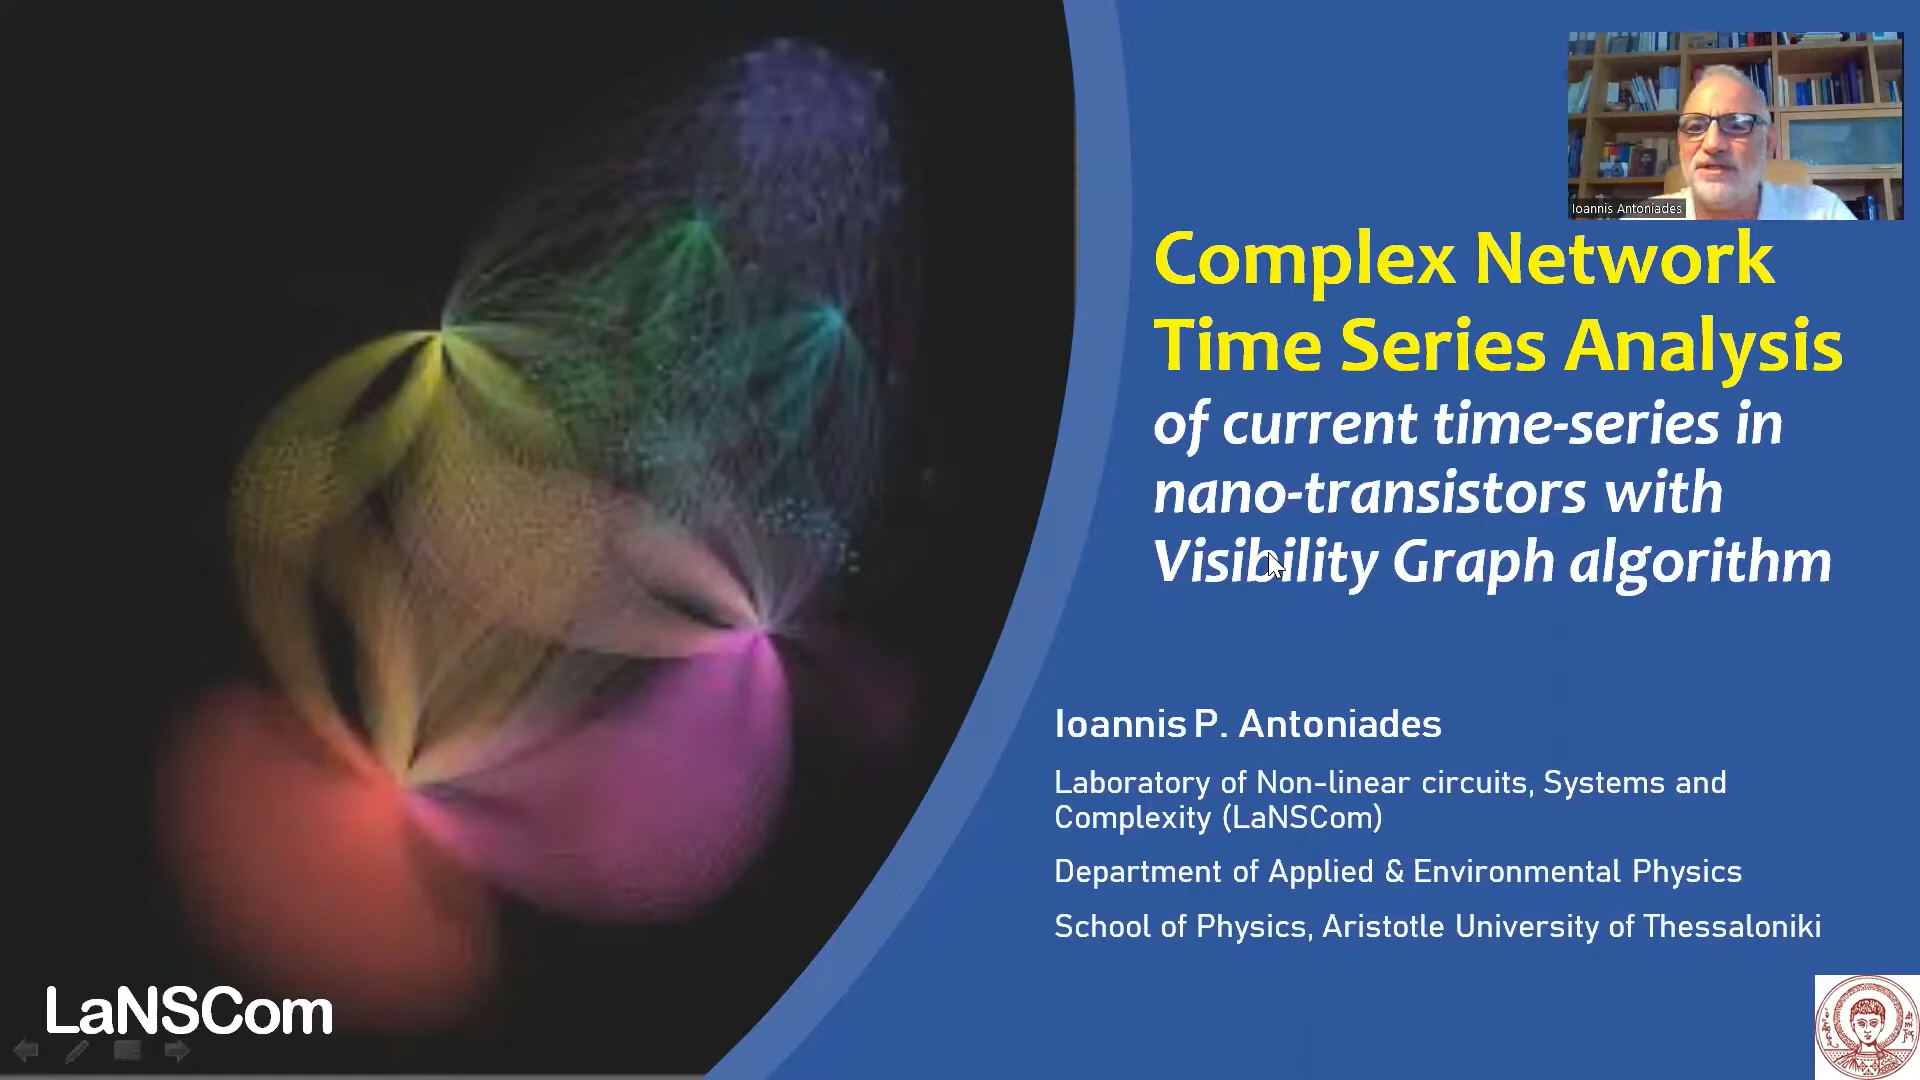 Ioannis Antoniades
Complex Network
Time Series Analysis
of current time-series in
nano-transistors with
Visibility Graph algorithm
Ioannis P. Antoniades
Laboratory of Non-linear circuits, Systems and
Complexity (LaNSCom)
Department of Applied & Environmental Physics
School of Physics, Aristotle University of Thessaloniki
LaNSCom